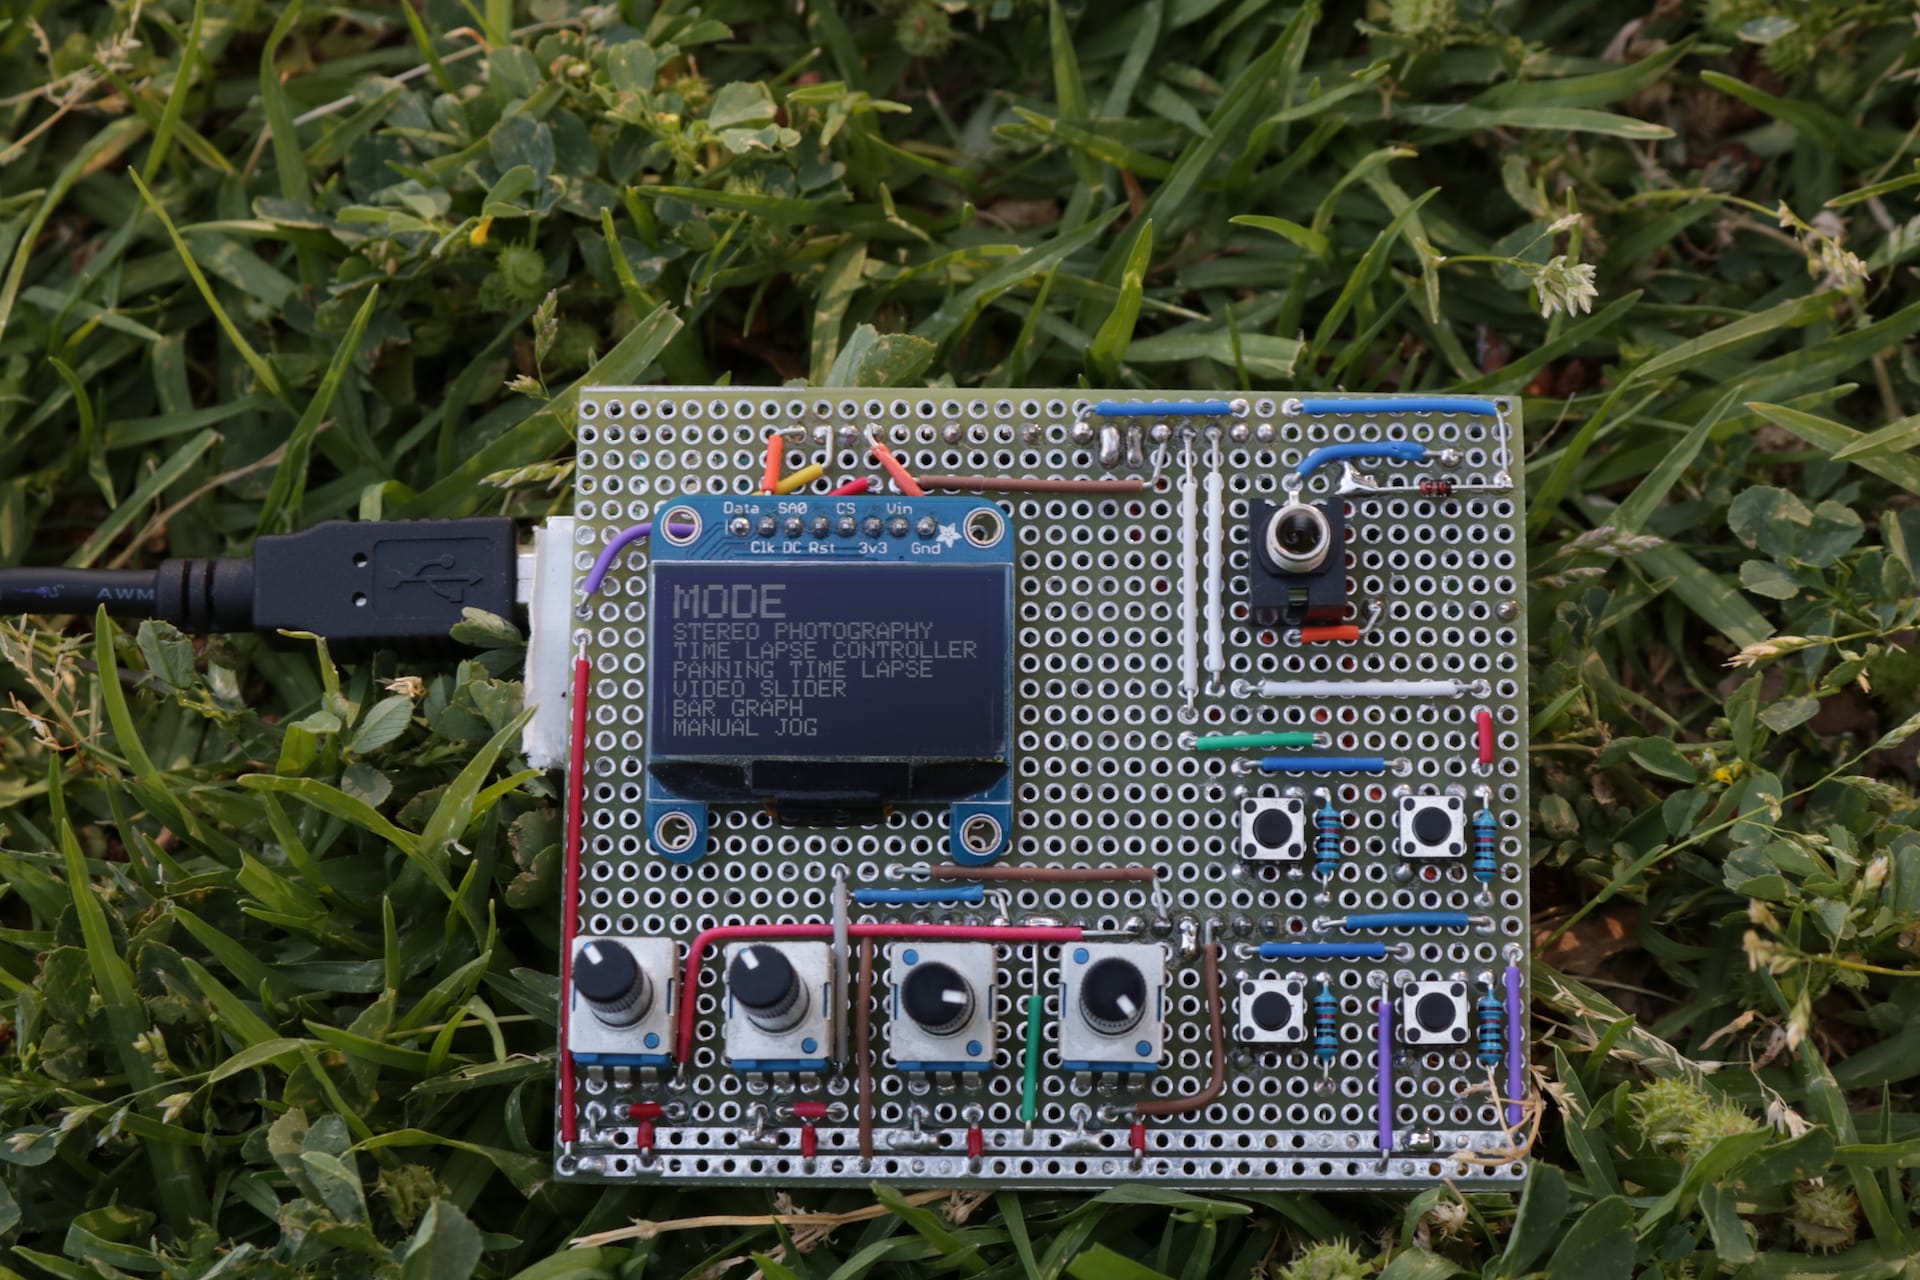 Data SA0 CS Vin
Clk DC Rst 3v3 Gnd
MODE
STEREO PHOTOGRAPHY
TIME LAPSE CONTROLLER
PANNING TIME LAPSE
VIDEO SLIDER
BAR GRAPH
MANUAL JOG
AWM